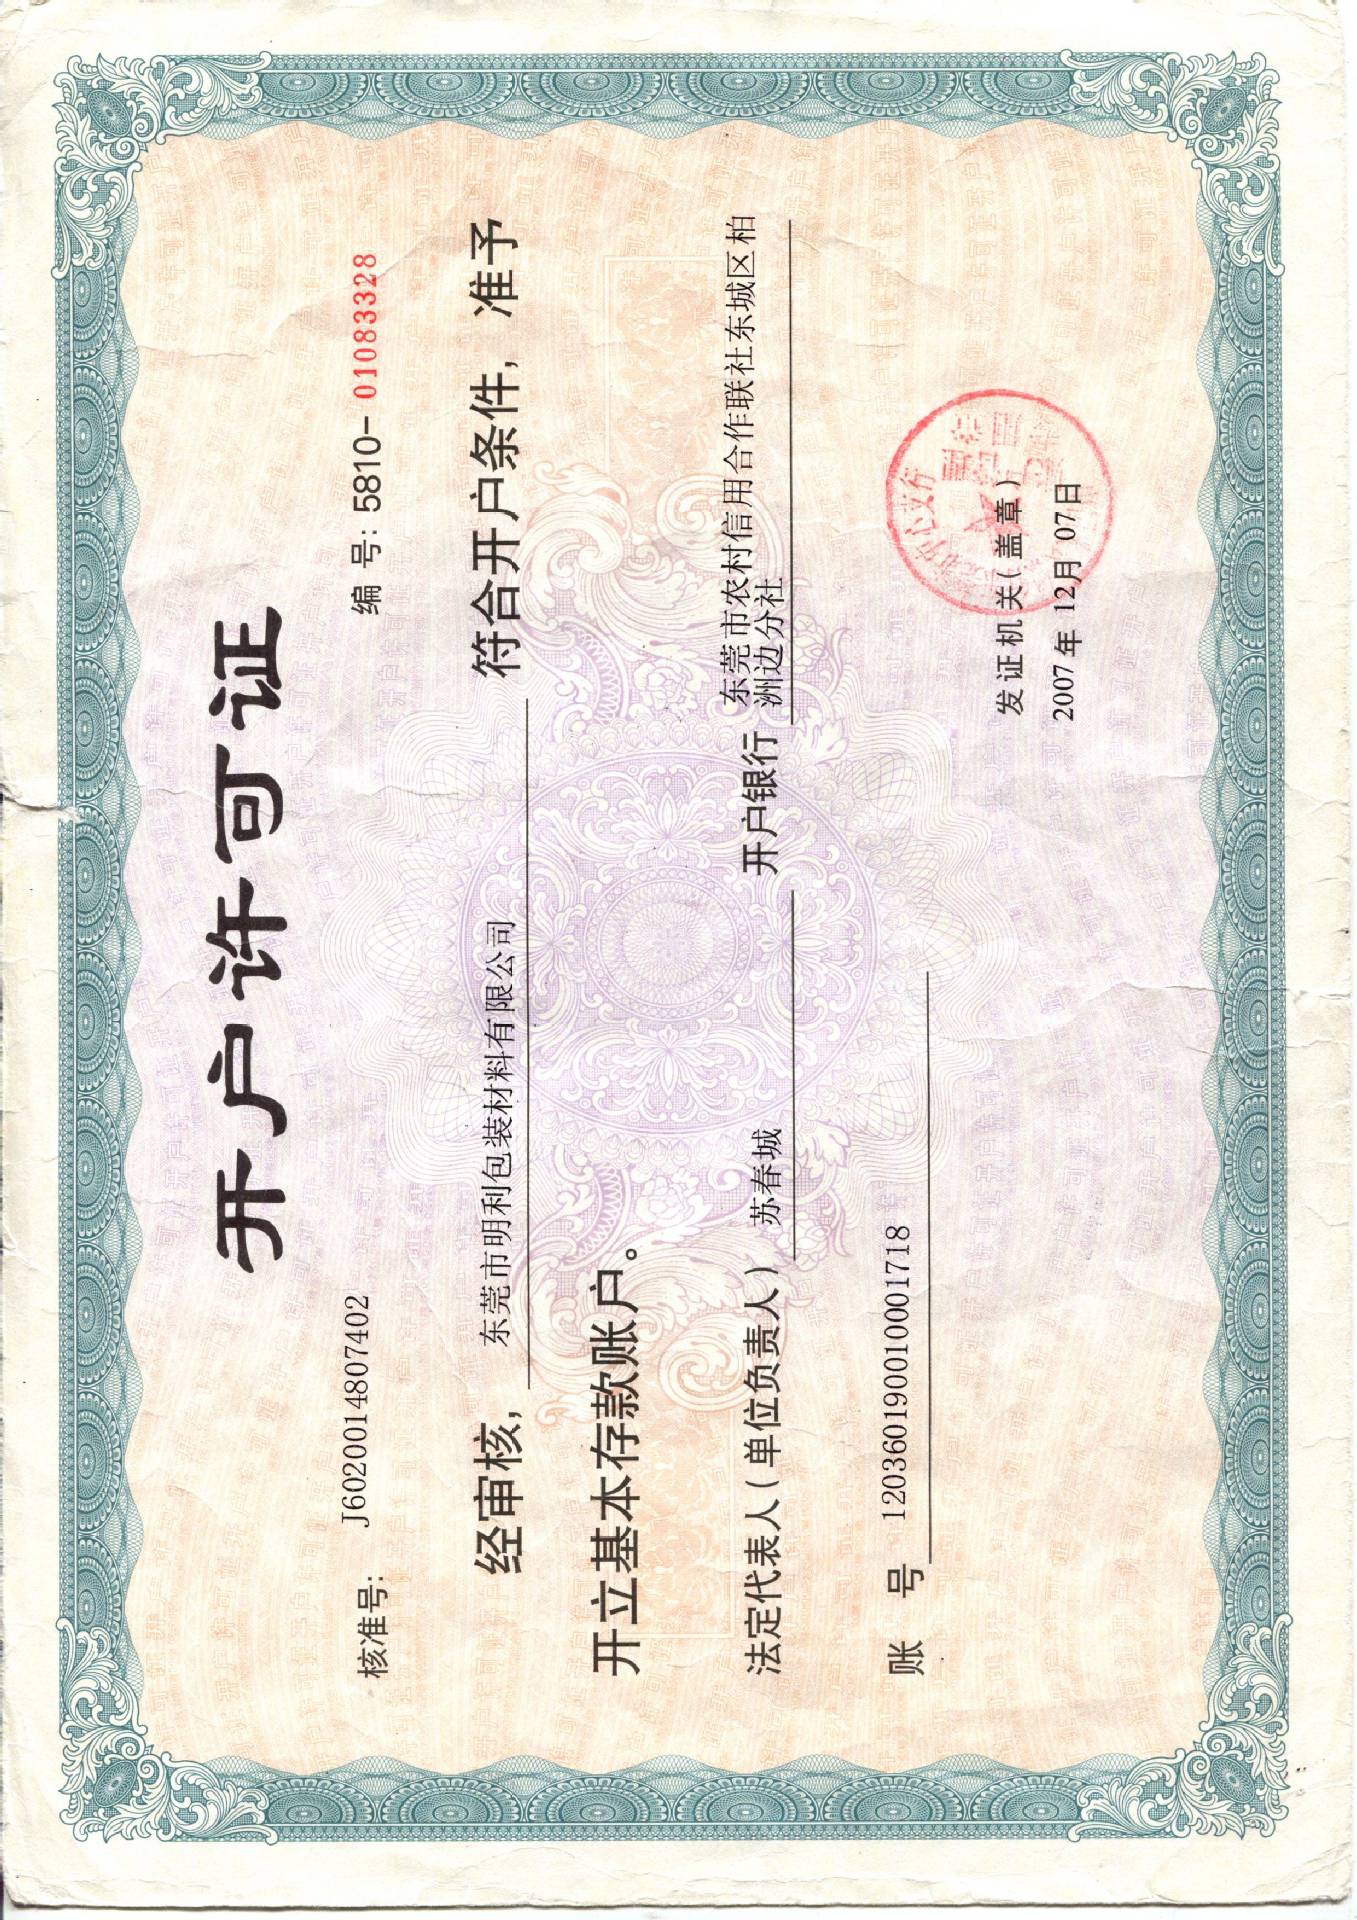 开户许可证
核准号: J6020014807402
编 号: 5810- 01083328
经审核, 东莞市明利包装材料有限公司 符合开户条件, 准予
开立基本存款账户。
法定代表人(单位负责人) 苏春城 开户银行 东莞市农村信用合作联社东城区柏
洲边分社
账 号 120360190010001718
发证机关(盖章)
2007年 12月 07日